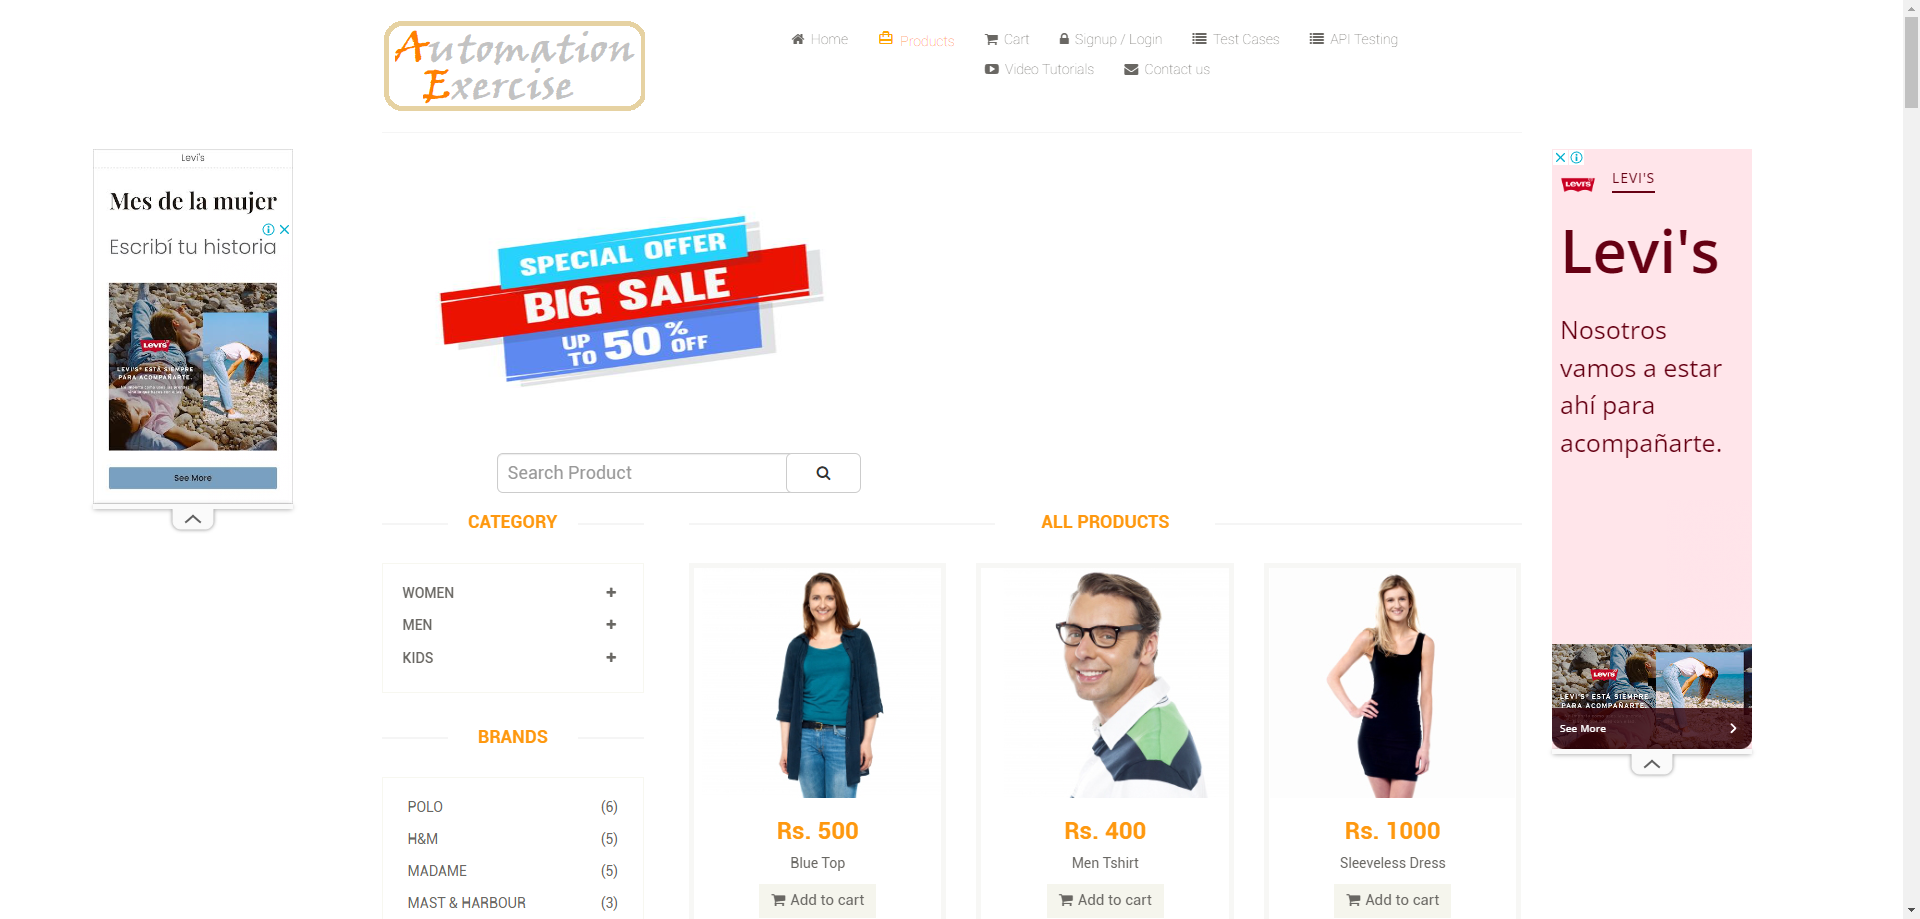 Automation
Exercise
Home
Products
Cart
Signup / Login
Test Cases
API Testing
Video Tutorials
Contact us
Levi's
Mes de la mujer
Escribí tu historia
LEVI'S
LEVI'S® ESTÁ SIEMPRE
PARA ACOMPAÑARTE.
See More
SPECIAL OFFER
BIG SALE
UP TO 50% OFF
Search Product
CATEGORY
WOMEN
MEN
KIDS
BRANDS
POLO (6)
H&M (5)
MADAME (5)
MAST & HARBOUR (3)
ALL PRODUCTS
Rs. 500
Blue Top
Add to cart
Rs. 400
Men Tshirt
Add to cart
Rs. 1000
Sleeveless Dress
Add to cart
LEVI'S
LEVI'S
Levi's
Nosotros
vamos a estar
ahí para
acompañarte.
LEVI'S
LEVI'S® ESTÁ SIEMPRE
PARA ACOMPAÑARTE.
See More